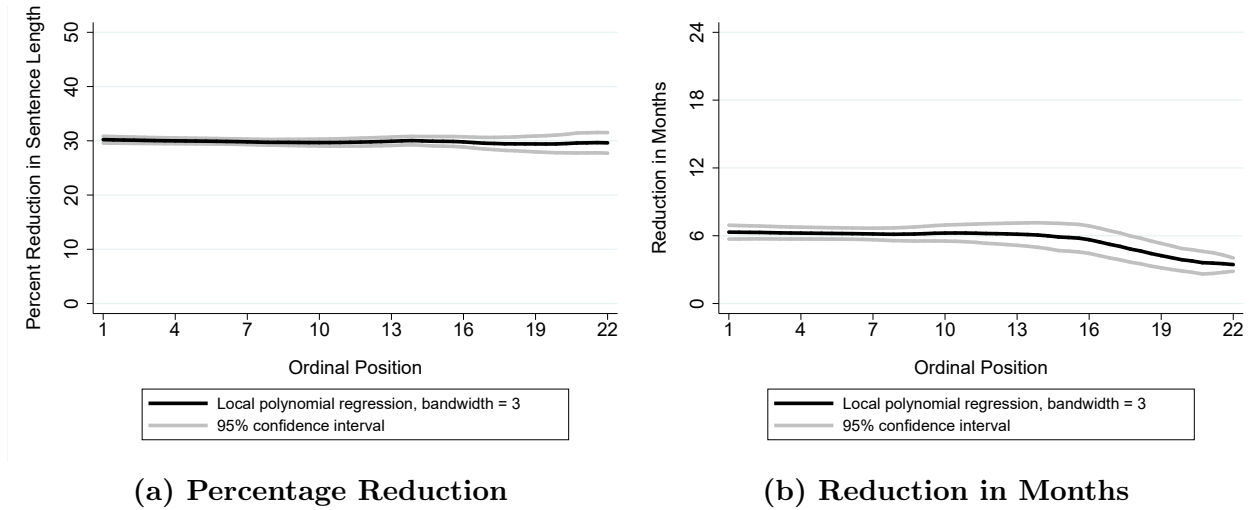 Percent Reduction in Sentence Length
50
40
30
20
10
0
1 4 7 10 13 16 19 22
Ordinal Position
Local polynomial regression, bandwidth = 3
95% confidence interval
(a) Percentage Reduction
Reduction in Months
24
18
12
6
0
1 4 7 10 13 16 19 22
Ordinal Position
Local polynomial regression, bandwidth = 3
95% confidence interval
(b) Reduction in Months